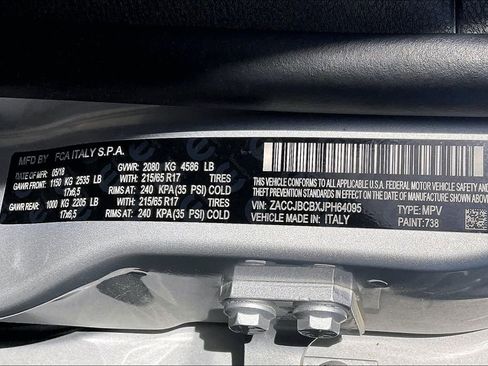 MFD BY FCA ITALY S.P.A.
DATE OF MFR: 05/18 GVWR: 2080 KG 4586 LB
GAWR FRONT: 1150 KG 2535 LB WITH: 215/65 R17 TIRES
17x6,5 RIMS AT: 240 KPA(35 PSI) COLD
GAWR REAR: 1000 KG 2205 LB WITH: 215/65 R17 TIRES
17x6,5 RIMS AT: 240 KPA(35 PSI) COLD
THIS VEHICLE CONFORMS TO ALL APPLICABLE U.S.A. FEDERAL MOTOR VEHICLE SAFETY AND
THEFT PREVENTION STANDARDS IN EFFECT ON THE DATE OF MANUFACTURE SHOWN ABOVE.
VIN: ZACCJBCBXJPH64095 TYPE: MPV
VEHICLE MADE IN: ITALY PAINT: 738